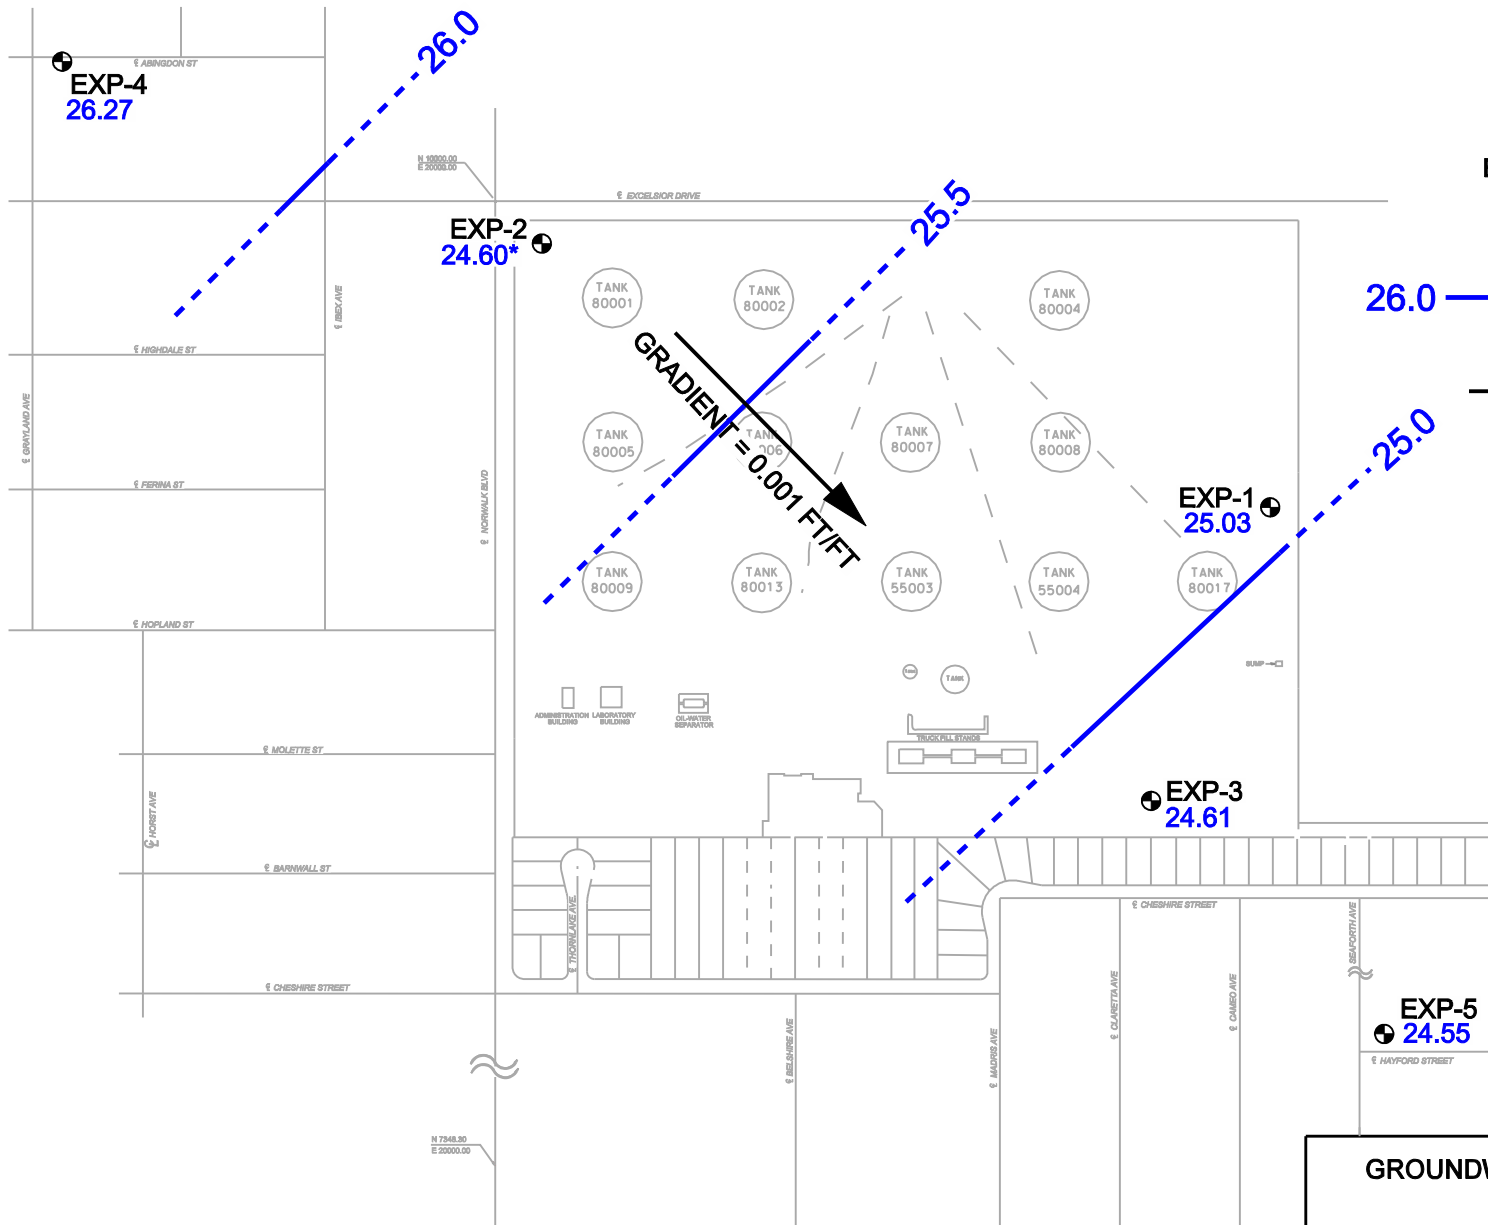 26.0
℄ ABINGDON ST
EXP-4
26.27
N 10000.00
E 20000.00
℄ EXCELSIOR DRIVE
25.5
EXP-2
24.60*
TANK
80001
TANK
80002
TANK
80004
26.0
℄ IBEX AVE
℄ HIGHDALE ST
GRADIENT = 0.001 FT/FT
℄ GRAYLAND AVE
25.0
TANK
80005
TANK
006
TANK
80007
TANK
80008
℄ FERINA ST
℄ NORWALK BLVD
EXP-1
25.03
TANK
80009
TANK
80013
TANK
55003
TANK
55004
TANK
80017
℄ HOPLAND ST
SUMP
TANK
TANK
ADMINISTRATION
BUILDING
LABORATORY
BUILDING
OIL-WATER
SEPARATOR
TRUCK FILL STANDS
℄ MOLETTE ST
℄ HORST AVE
EXP-3
24.61
℄ BARNWALL ST
℄ THORNLAKE AVE.
℄ CHESHIRE STREET
℄ SEAFORTH AVE
℄ CHESHIRE STREET
℄ BELSHIRE AVE
℄ MADRIS AVE
℄ CLARETTA AVE
℄ CAMEO AVE
EXP-5
24.55
℄ HAYFORD STREET
N 7348.30
E 20000.00
GROUNDW